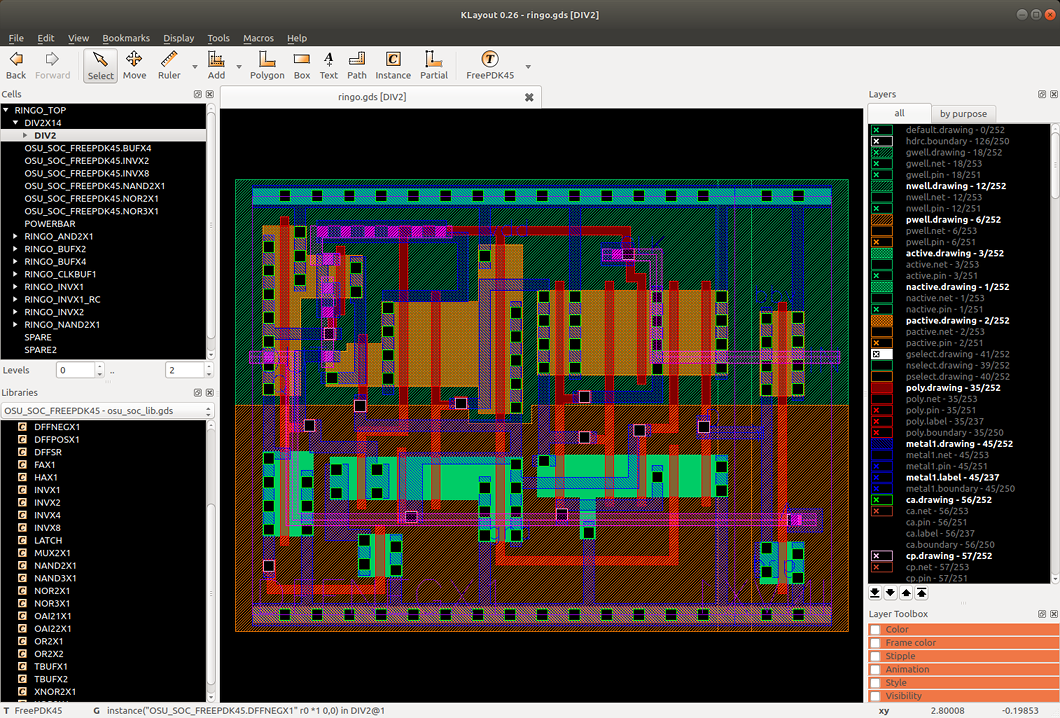 KLayout 0.26 - ringo.gds [DIV2]
File Edit View Bookmarks Display Tools Macros Help
Back Forward Select Move Ruler Add Polygon Box Text Path Instance Partial FreePDK45
Cells
RINGO_TOP
DIV2X14
DIV2
OSU_SOC_FREEPDK45.BUFX4
OSU_SOC_FREEPDK45.INVX2
OSU_SOC_FREEPDK45.INVX8
OSU_SOC_FREEPDK45.NAND2X1
OSU_SOC_FREEPDK45.NOR2X1
OSU_SOC_FREEPDK45.NOR3X1
POWERBAR
RINGO_AND2X1
RINGO_BUFX2
RINGO_BUFX4
RINGO_CLKBUF1
RINGO_INVX1
RINGO_INVX1_RC
RINGO_INVX2
RINGO_NAND2X1
SPARE
SPARE2
Levels 0 .. 2
Libraries
OSU_SOC_FREEPDK45 - osu_soc_lib.gds
DFFNEGX1
DFFPOSX1
DFFSR
FAX1
HAX1
INVX1
INVX2
INVX4
INVX8
LATCH
MUX2X1
NAND2X1
NAND3X1
NOR2X1
NOR3X1
OAI21X1
OAI22X1
OR2X1
OR2X2
TBUFX1
TBUFX2
XNOR2X1
ringo.gds [DIV2]
Layers
all by purpose
default.drawing - 0/252
hdrc.boundary - 126/250
gwell.drawing - 18/252
gwell.net - 18/253
gwell.pin - 18/251
nwell.drawing - 12/252
nwell.net - 12/253
nwell.pin - 12/251
pwell.drawing - 6/252
pwell.net - 6/253
pwell.pin - 6/251
active.drawing - 3/252
active.net - 3/253
active.pin - 3/251
nactive.drawing - 1/252
nactive.net - 1/253
nactive.pin - 1/251
pactive.drawing - 2/252
pactive.net - 2/253
pactive.pin - 2/251
gselect.drawing - 41/252
nselect.drawing - 39/252
pselect.drawing - 40/252
poly.drawing - 35/252
poly.net - 35/253
poly.pin - 35/251
poly.label - 35/237
poly.boundary - 35/250
metal1.drawing - 45/252
metal1.net - 45/253
metal1.pin - 45/251
metal1.label - 45/237
metal1.boundary - 45/250
ca.drawing - 56/252
ca.net - 56/253
ca.pin - 56/251
ca.label - 56/237
ca.boundary - 56/250
cp.drawing - 57/252
cp.net - 57/253
cp.pin - 57/251
Layer Toolbox
Color
Frame color
Stipple
Animation
Style
Visibility
T FreePDK45 G instance("OSU_SOC_FREEPDK45.DFFNEGX1" r0 *1 0,0) in DIV2@1 xy 2.80008 -0.19853